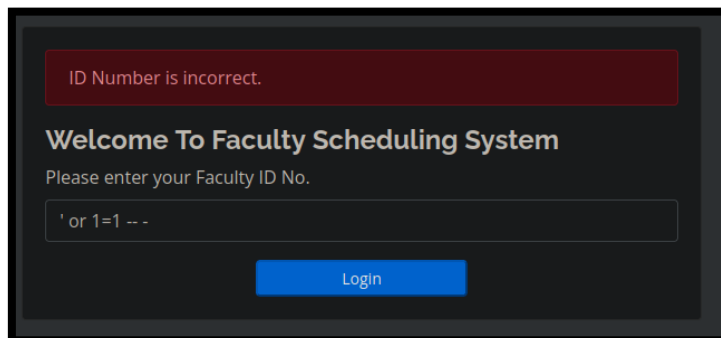 ID Number is incorrect.
Welcome To Faculty Scheduling System
Please enter your Faculty ID No.
' or 1=1 -- -
Login